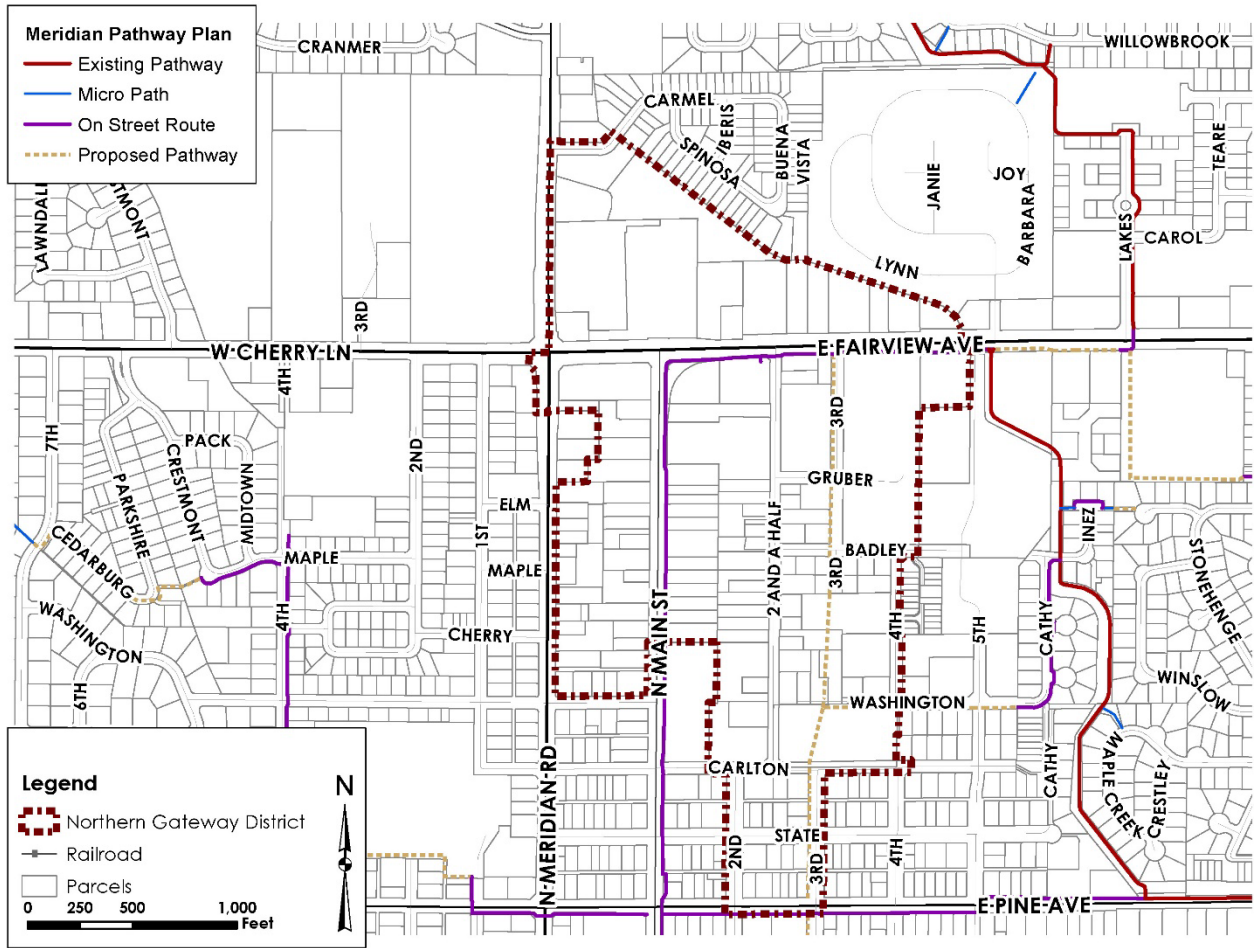 Meridian Pathway Plan
Existing Pathway
Micro Path
On Street Route
Proposed Pathway
CRANMER
WILLOWBROOK
CARMEL
IBERIS
SPINOSA
BUENA
VISTA
JANIE
JOY
BARBARA
TEARE
LAKES
CAROL
LYNN
3RD
W CHERRY LN
E FAIRVIEW AVE
4TH
7TH
PACK
CRESTMONT
MIDTOWN
PARKSHIRE
2ND
3RD
GRUBER
ELM
1ST
MAPLE
MAPLE
CEDARBURG
WASHINGTON
4TH
6TH
CHERRY
2 AND A HALF
BADLEY
3RD
4TH
5TH
INEZ
CATHY
STONEHENGE
WINSLOW
N MAIN ST
WASHINGTON
N MERIDIAN RD
CARLTON
CATHY
MAPLE CREEK
CRESTLEY
STATE
2ND
3RD
4TH
E PINE AVE
Legend
N
Northern Gateway District
Railroad
Parcels
0 250 500 1,000
Feet